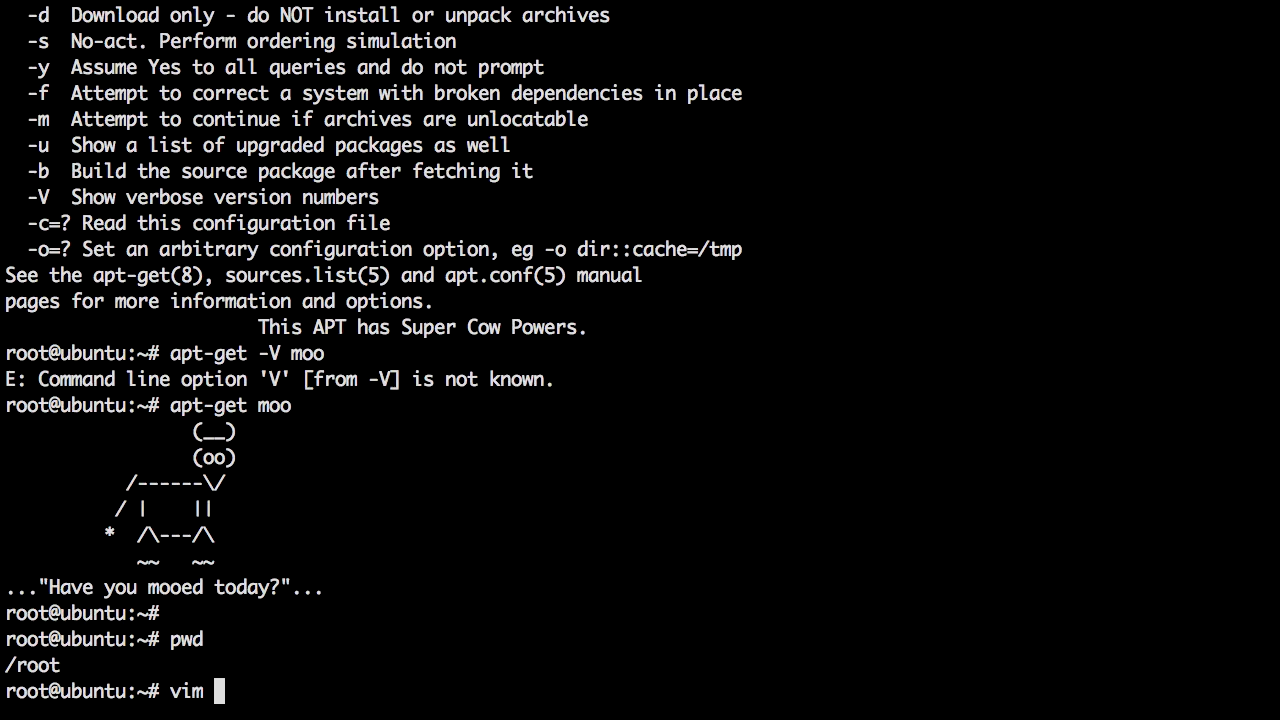 -d  Download only - do NOT install or unpack archives
  -s  No-act. Perform ordering simulation
  -y  Assume Yes to all queries and do not prompt
  -f  Attempt to correct a system with broken dependencies in place
  -m  Attempt to continue if archives are unlocatable
  -u  Show a list of upgraded packages as well
  -b  Build the source package after fetching it
  -V  Show verbose version numbers
  -c=? Read this configuration file
  -o=? Set an arbitrary configuration option, eg -o dir::cache=/tmp
See the apt-get(8), sources.list(5) and apt.conf(5) manual
pages for more information and options.
                       This APT has Super Cow Powers.
root@ubuntu:~# apt-get -V moo
E: Command line option 'V' [from -V] is not known.
root@ubuntu:~# apt-get moo
                 (__)
                 (oo)
           /------\/
          / |    ||
         *  /\---/\
            ~~   ~~
..."Have you mooed today?"...
root@ubuntu:~#
root@ubuntu:~# pwd
/root
root@ubuntu:~# vim